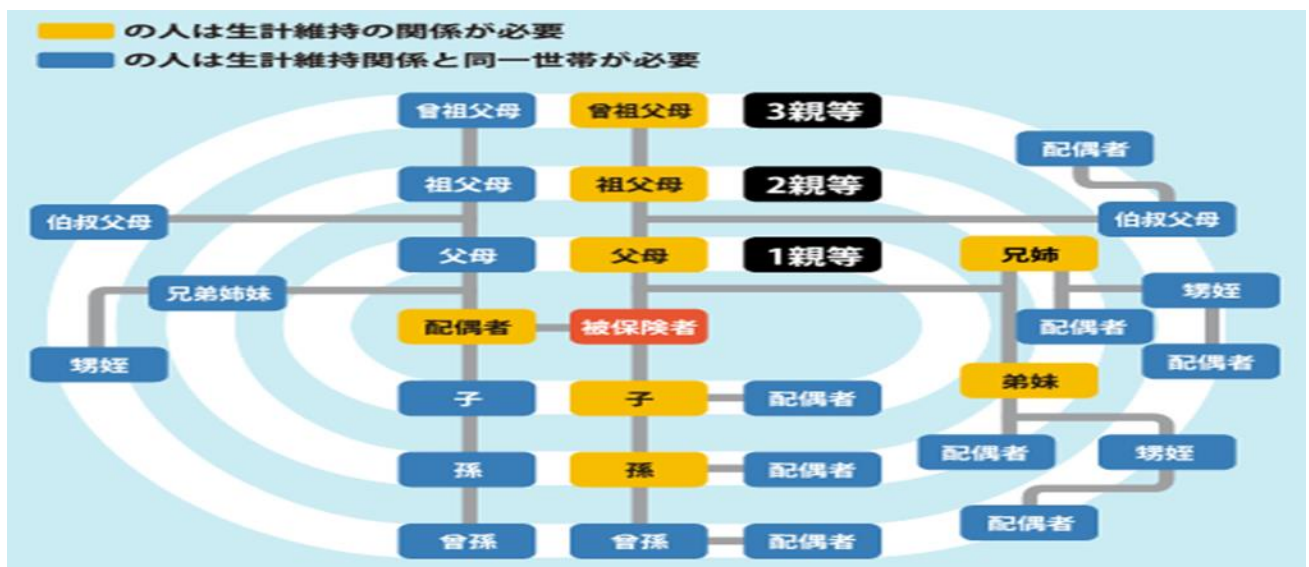 の人は生計維持の関係が必要
の人は生計維持関係と同一世帯が必要
曾祖父母 曾祖父母 3親等
配偶者
祖父母 祖父母 2親等
伯叔父母 伯叔父母
父母 父母 1親等 兄姉
兄弟姉妹 甥姪
配偶者 被保険者 配偶者
甥姪 配偶者
子 子 配偶者 弟妹
孫 孫 配偶者 配偶者 甥姪
配偶者
曾孫 曾孫 配偶者